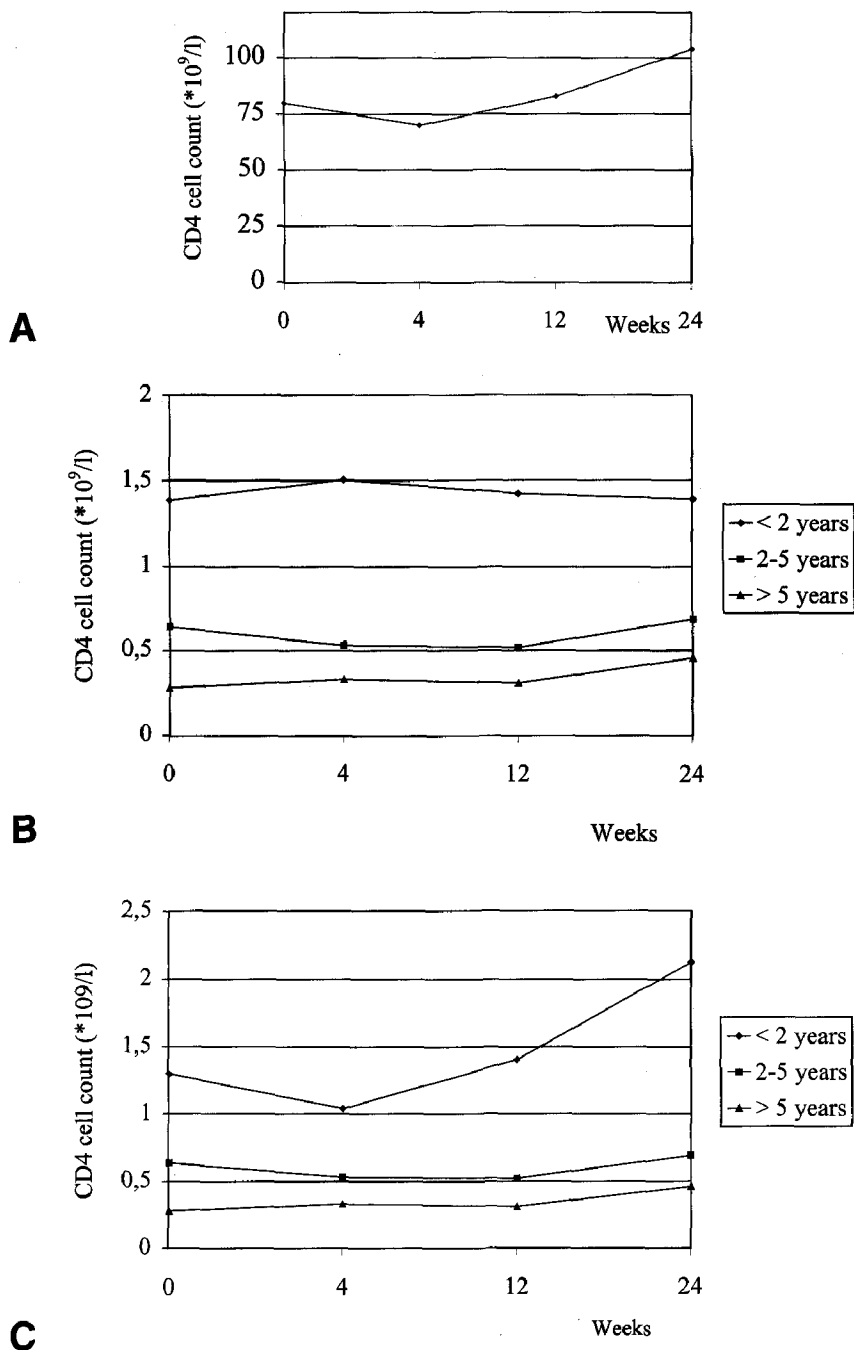 CD4 cell count (*10⁹/l)
100
75
50
25
0
0 4 12 24
Weeks
A
CD4 cell count (*10⁹/l)
2
1,5
1
0,5
0
0 4 12 24
Weeks
< 2 years
2-5 years
> 5 years
B
CD4 cell count (*109/l)
2,5
2
1,5
1
0,5
0
0 4 12 24
Weeks
< 2 years
2-5 years
> 5 years
C